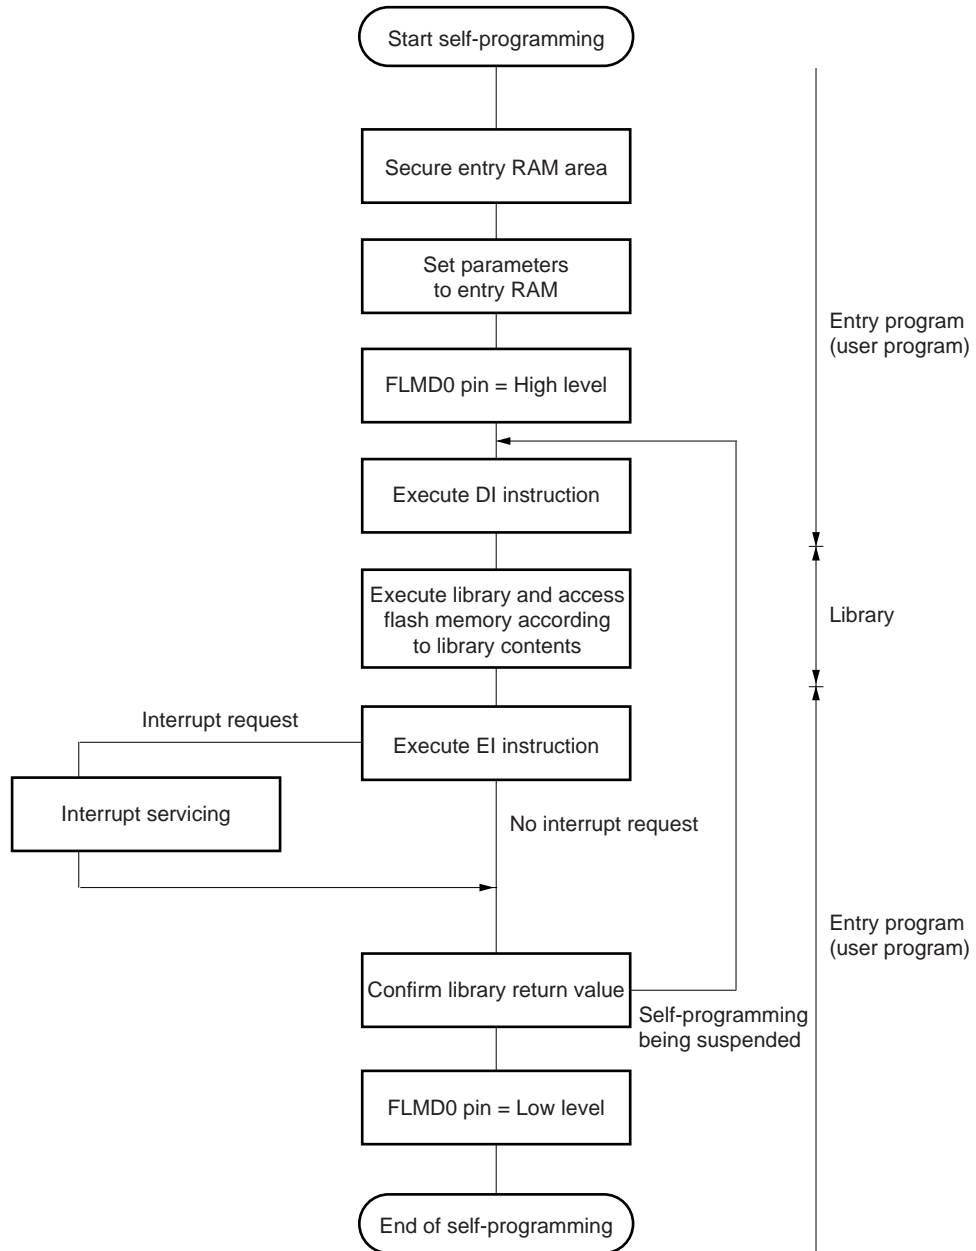 Start self-programming
Secure entry RAM area
Set parameters
to entry RAM
FLMD0 pin = High level
Execute DI instruction
Execute library and access
flash memory according
to library contents
Interrupt request
Execute EI instruction
Interrupt servicing
No interrupt request
Confirm library return value
Self-programming
being suspended
FLMD0 pin = Low level
End of self-programming
Entry program
(user program)
Library
Entry program
(user program)